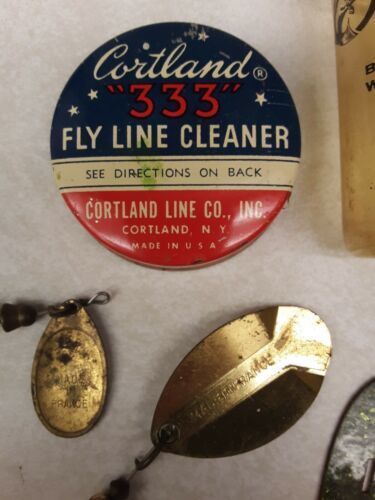 Cortland®
"333"
FLY LINE CLEANER
SEE DIRECTIONS ON BACK
CORTLAND LINE CO., INC.
CORTLAND, N.Y.
MADE IN U S A
FRANCE